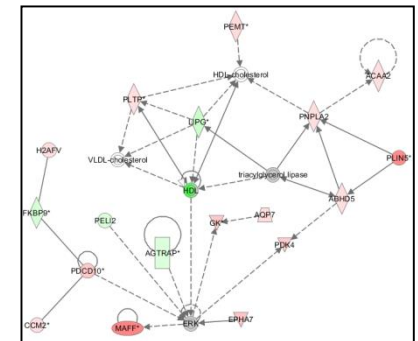 PEMT*
HDL-cholesterol
ACAA2
PLTP*
LIPG*
PNPLA2
H2AFV
VLDL-cholesterol
triacylglycerol lipase
PLIN5*
HDL
ABHD5
FKBP9*
PELI2
GK*
AQP7
AGTRAP*
PDK4
PDCD10*
CCM2*
MAFF*
ERK
EPHA7